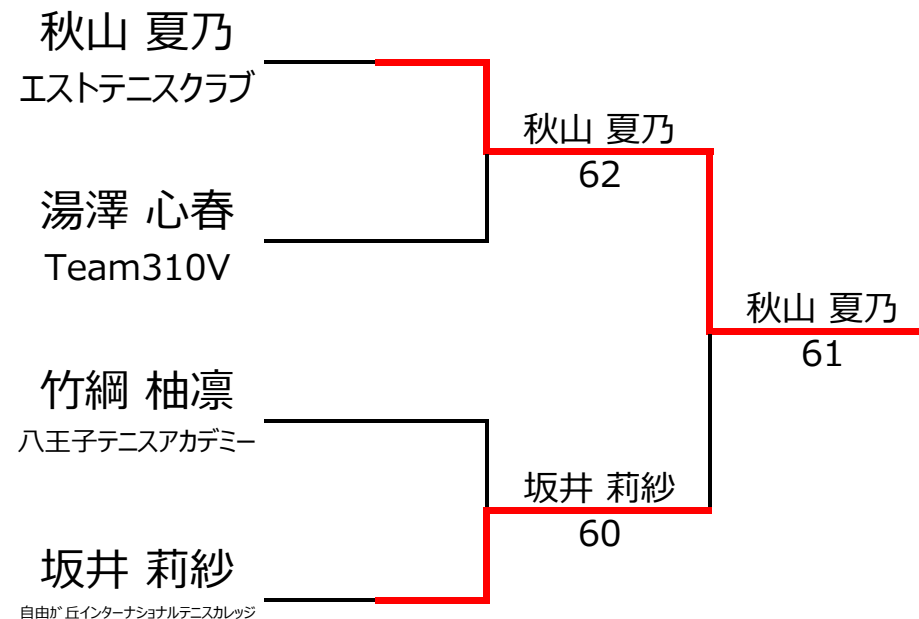 秋山 夏乃
エストテニスクラブ
秋山 夏乃
62
湯澤 心春
Team310V
秋山 夏乃
61
竹綱 柚凛
八王子テニスアカデミー
坂井 莉紗
60
坂井 莉紗
自由が丘インターナショナルテニスカレッジ